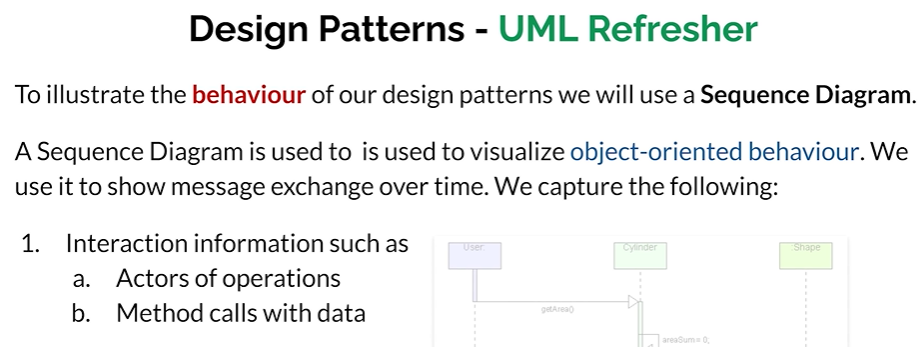 Design Patterns - UML Refresher
To illustrate the behaviour of our design patterns we will use a Sequence Diagram.
A Sequence Diagram is used to is used to visualize object-oriented behaviour. We
use it to show message exchange over time. We capture the following:
1. Interaction information such as
a. Actors of operations
b. Method calls with data
User
Cylinder
Shape
getArea()
areaSum = 0;